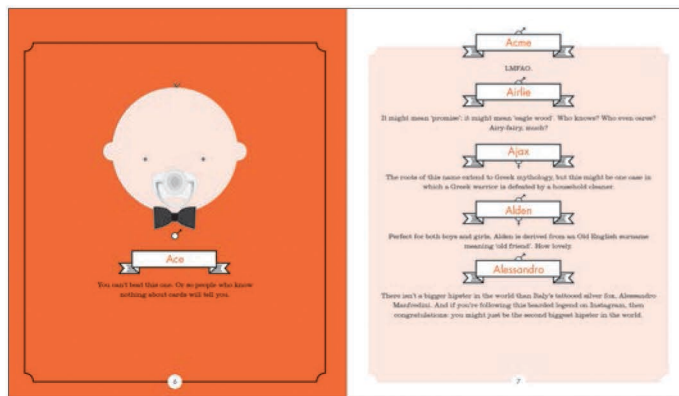 Ace
You can't beat this one. Or so people who know
nothing about cards will tell you.
6
Acme
LMFAO.
Airlie
It might mean 'promise'; it might mean 'eagle wood'. Who knows? Who even cares?
Airy-fairy, much?
Ajax
The roots of this name extend to Greek mythology, but this might be one case in
which a Greek warrior is defeated by a household cleaner.
Alden
Perfect for both boys and girls, Alden is derived from an Old English surname
meaning 'old friend'. How lovely.
Alessandro
There isn't a bigger hipster in the world than Italy's tattooed silver fox, Alessandro
Manfredini. And if you're following this bearded legend on Instagram, then
congratulations: you might just be the second biggest hipster in the world.
7